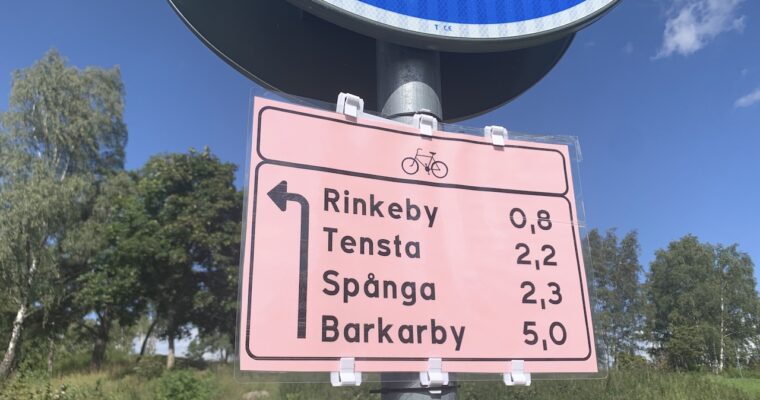 Rinkeby 0,8
Tensta 2,2
Spånga 2,3
Barkarby 5,0